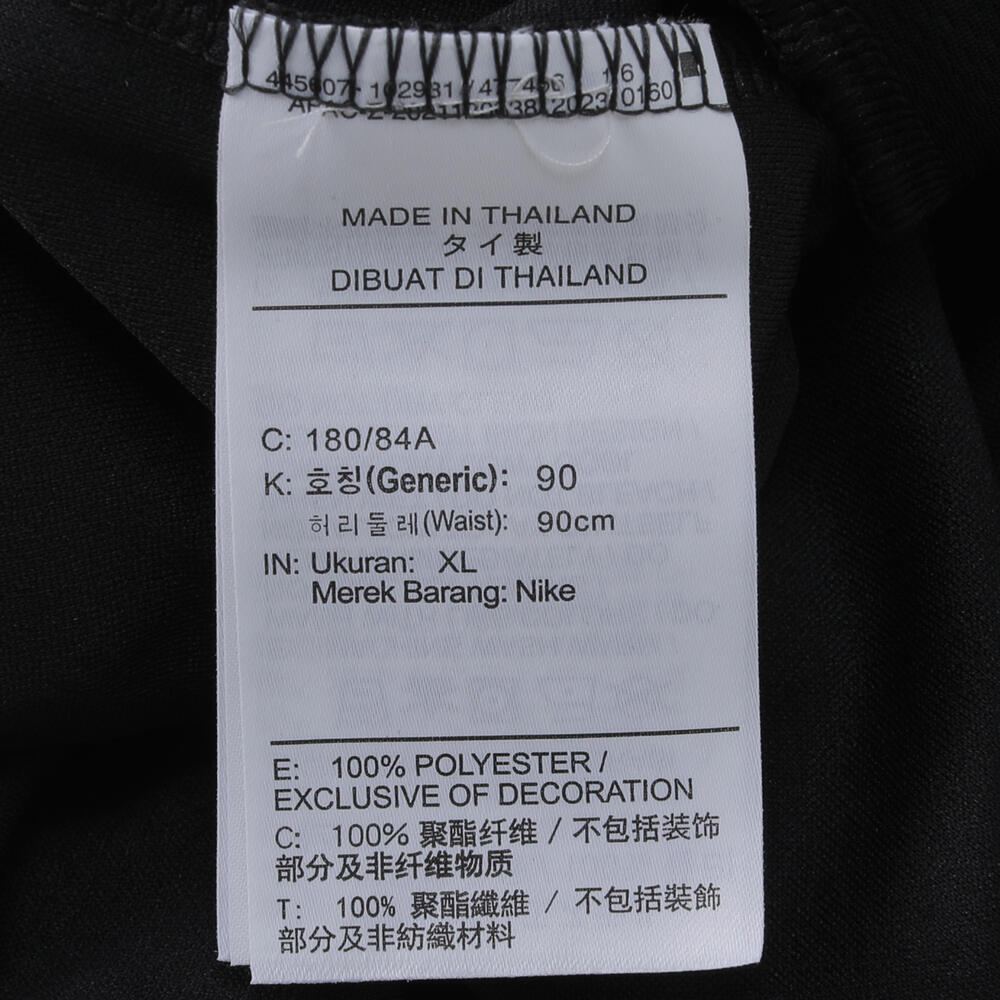 MADE IN THAILAND
タイ製
DIBUAT DI THAILAND
C: 180/84A
K: 호칭(Generic): 90
허리둘레(Waist): 90cm
IN: Ukuran: XL
Merek Barang: Nike
E: 100% POLYESTER /
EXCLUSIVE OF DECORATION
C: 100% 聚酯纤维 / 不包括装饰
部分及非纤维物质
T: 100% 聚酯纖維 / 不包括裝飾
部分及非紡織材料